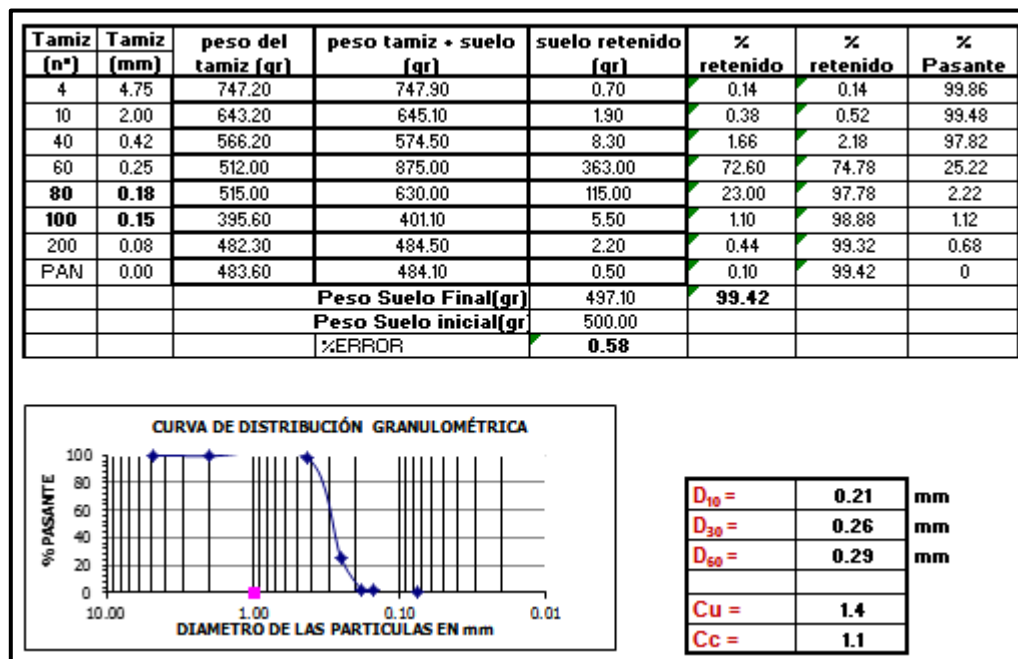 Tamiz Tamiz peso del peso tamiz + suelo suelo retenido % % %
(nº) (mm) tamiz (gr) (gr) (gr) retenido retenido Pasante
4 4.75 747.20 747.90 0.70 0.14 0.14 99.86
10 2.00 643.20 645.10 1.90 0.38 0.52 99.48
40 0.42 566.20 574.50 8.30 1.66 2.18 97.82
60 0.25 512.00 875.00 363.00 72.60 74.78 25.22
80 0.18 515.00 630.00 115.00 23.00 97.78 2.22
100 0.15 395.60 401.10 5.50 1.10 98.88 1.12
200 0.08 482.30 484.50 2.20 0.44 99.32 0.68
PAN 0.00 483.60 484.10 0.50 0.10 99.42 0
Peso Suelo Final(gr) 497.10 99.42
Peso Suelo inicial(gr 500.00
%ERROR 0.58
CURVA DE DISTRIBUCIÓN GRANULOMÉTRICA
% PASANTE
100
80
60
40
20
0
10.00 1.00 0.10 0.01
DIAMETRO DE LAS PARTICULAS EN mm
D10 = 0.21 mm
D30 = 0.26 mm
D60 = 0.29 mm
Cu = 1.4
Cc = 1.1